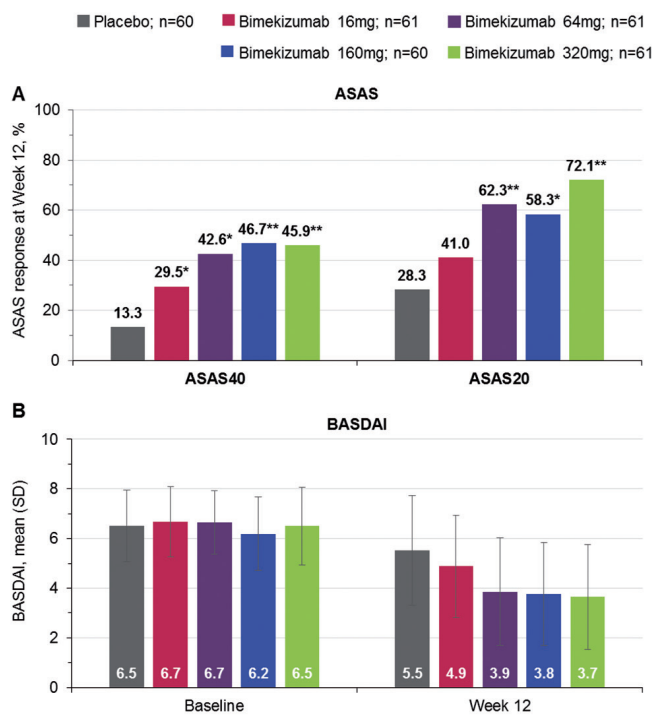 Placebo; n=60 Bimekizumab 16mg; n=61 Bimekizumab 64mg; n=61
Bimekizumab 160mg; n=60 Bimekizumab 320mg; n=61
A
ASAS
ASAS response at Week 12, %
100
80
60
40
20
0
13.3 29.5* 42.6* 46.7** 45.9**
28.3 41.0 62.3** 58.3* 72.1**
ASAS40 ASAS20
B
BASDAI
BASDAI, mean (SD)
10
8
6
4
2
0
6.5 6.7 6.7 6.2 6.5
5.5 4.9 3.9 3.8 3.7
Baseline Week 12